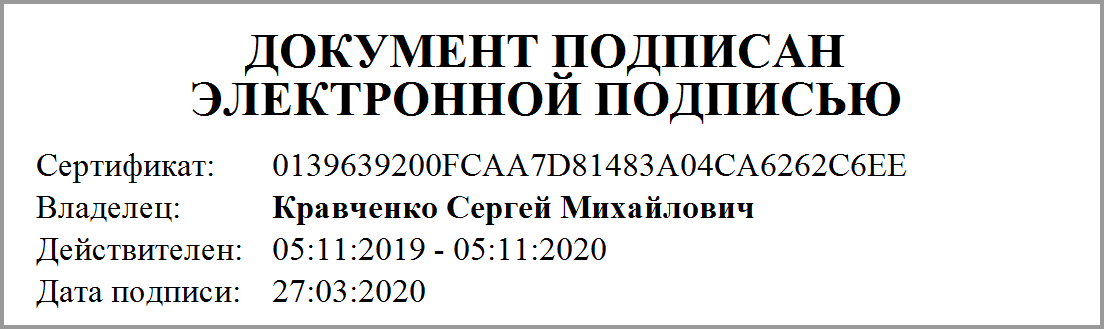 ДОКУМЕНТ ПОДПИСАН
ЭЛЕКТРОННОЙ ПОДПИСЬЮ
Сертификат: 0139639200FCAA7D81483A04CA6262C6EE
Владелец: Кравченко Сергей Михайлович
Действителен: 05:11:2019 - 05:11:2020
Дата подписи: 27:03:2020